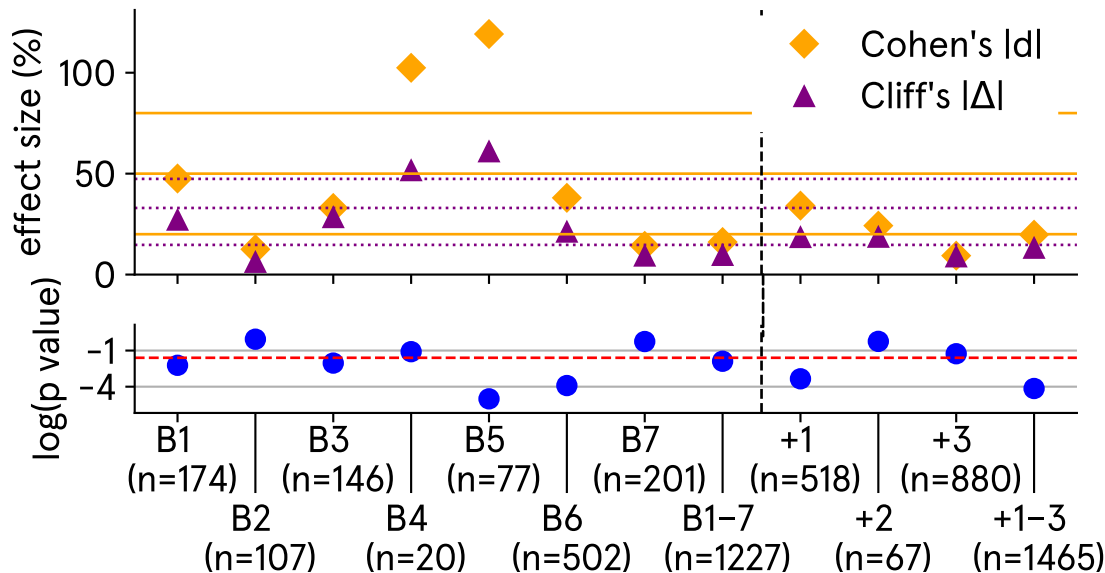 effect size (%)
100
50
0
Cohen's |d|
Cliff's |Δ|
log(p value)
−1
−4
B1 B3 B5 B7 +1 +3
(n=174) (n=146) (n=77) (n=201) (n=518) (n=880)
B2 B4 B6 B1−7 +2 +1−3
(n=107) (n=20) (n=502) (n=1227) (n=67) (n=1465)